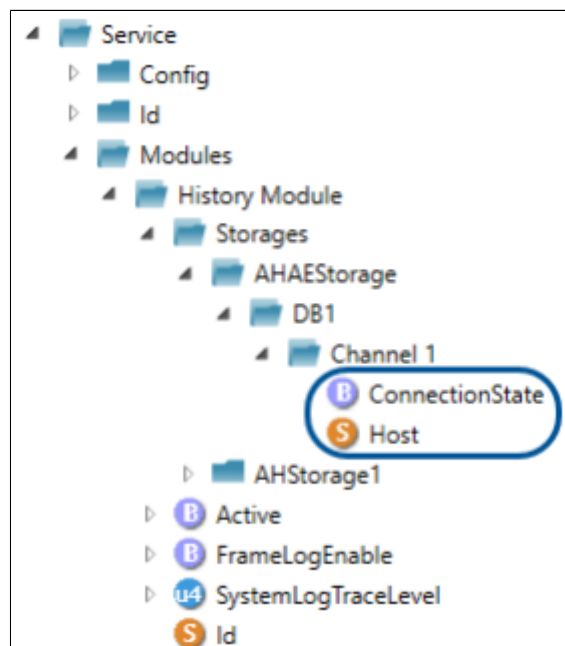 Service
Config
Id
Modules
History Module
Storages
AHAEStorage
DB1
Channel 1
B ConnectionState
S Host
AHStorage1
B Active
B FrameLogEnable
u4 SystemLogTraceLevel
S Id